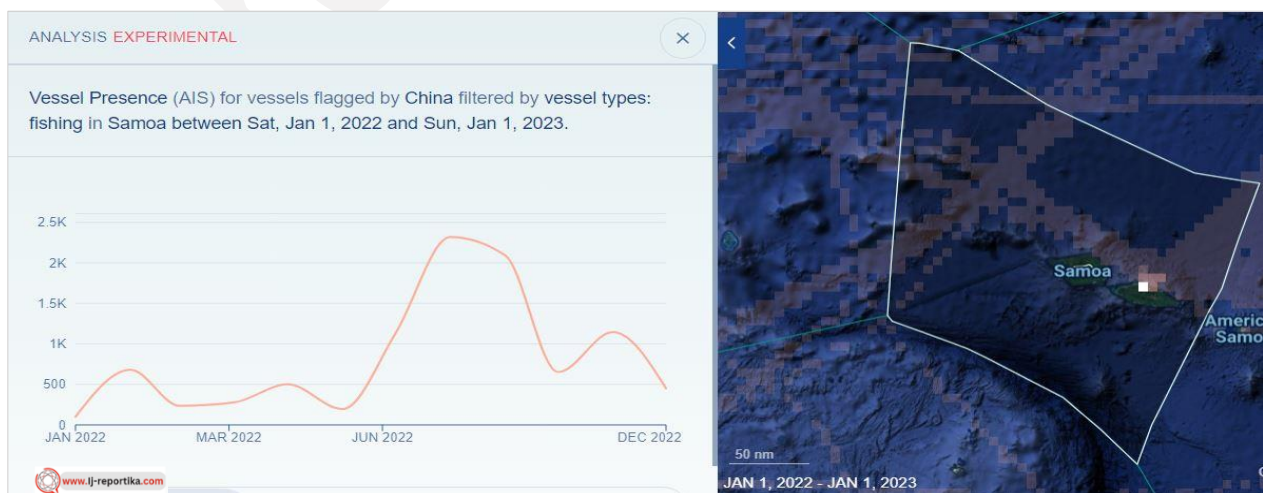 ANALYSIS EXPERIMENTAL
Vessel Presence (AIS) for vessels flagged by China filtered by vessel types:
fishing in Samoa between Sat, Jan 1, 2022 and Sun, Jan 1, 2023.
2.5K
2K
1.5K
1K
500
0
JAN 2022
MAR 2022
JUN 2022
DEC 2022
www.lj-reportika.com
Samoa
Americ
Samo
50 nm
JAN 1, 2022 - JAN 1, 2023